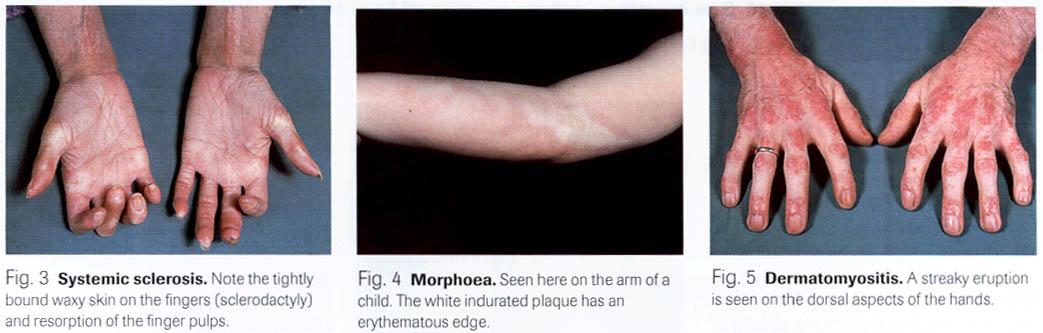 Fig. 3 Systemic sclerosis. Note the tightly
bound waxy skin on the fingers (sclerodactyly)
and resorption of the finger pulps.
Fig. 4 Morphoea. Seen here on the arm of a
child. The white indurated plaque has an
erythematous edge.
Fig. 5 Dermatomyositis. A streaky eruption
is seen on the dorsal aspects of the hands.